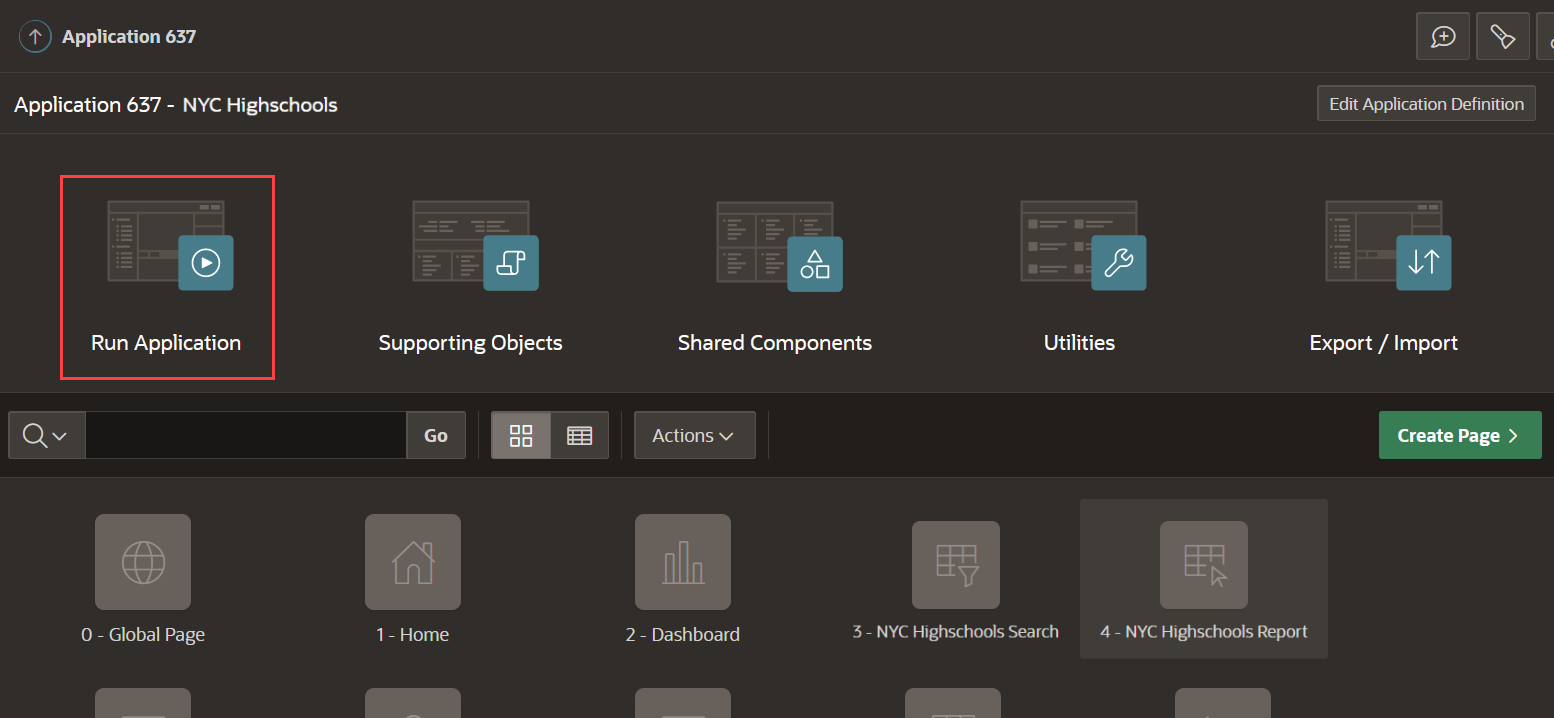 Application 637
Application 637 - NYC Highschools
Edit Application Definition
Run Application
Supporting Objects
Shared Components
Utilities
Export / Import
Go
Actions
Create Page
0 - Global Page
1 - Home
2 - Dashboard
3 - NYC Highschools Search
4 - NYC Highschools Report